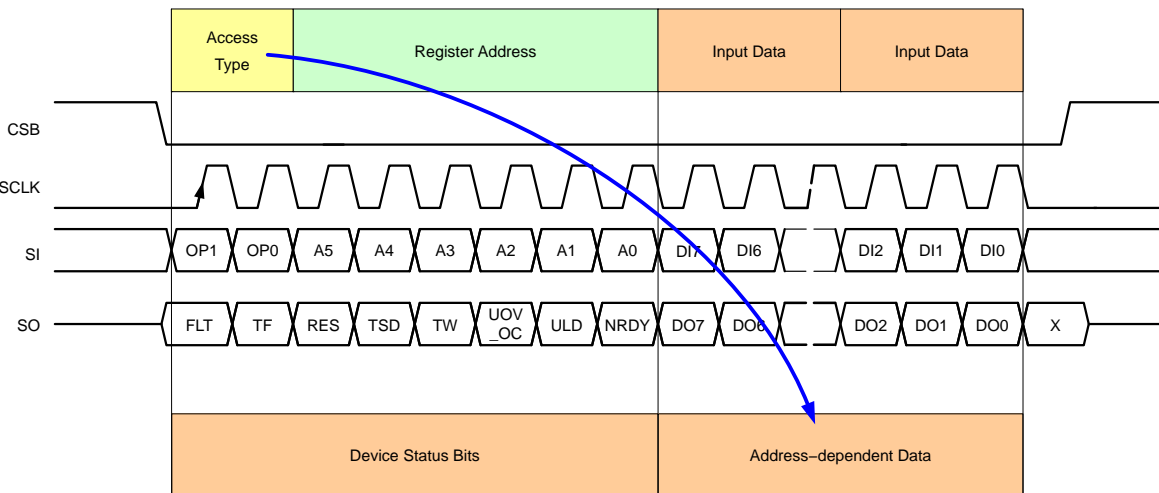 Access
Type
Register Address
Input Data
Input Data
CSB
SCLK
SI
OP1 OP0 A5 A4 A3 A2 A1 A0 DI7 DI6 DI2 DI1 DI0
SO
FLT TF RES TSD TW UOV
_OC ULD NRDY DO7 DO6 DO2 DO1 DO0 X
Device Status Bits
Address−dependent Data